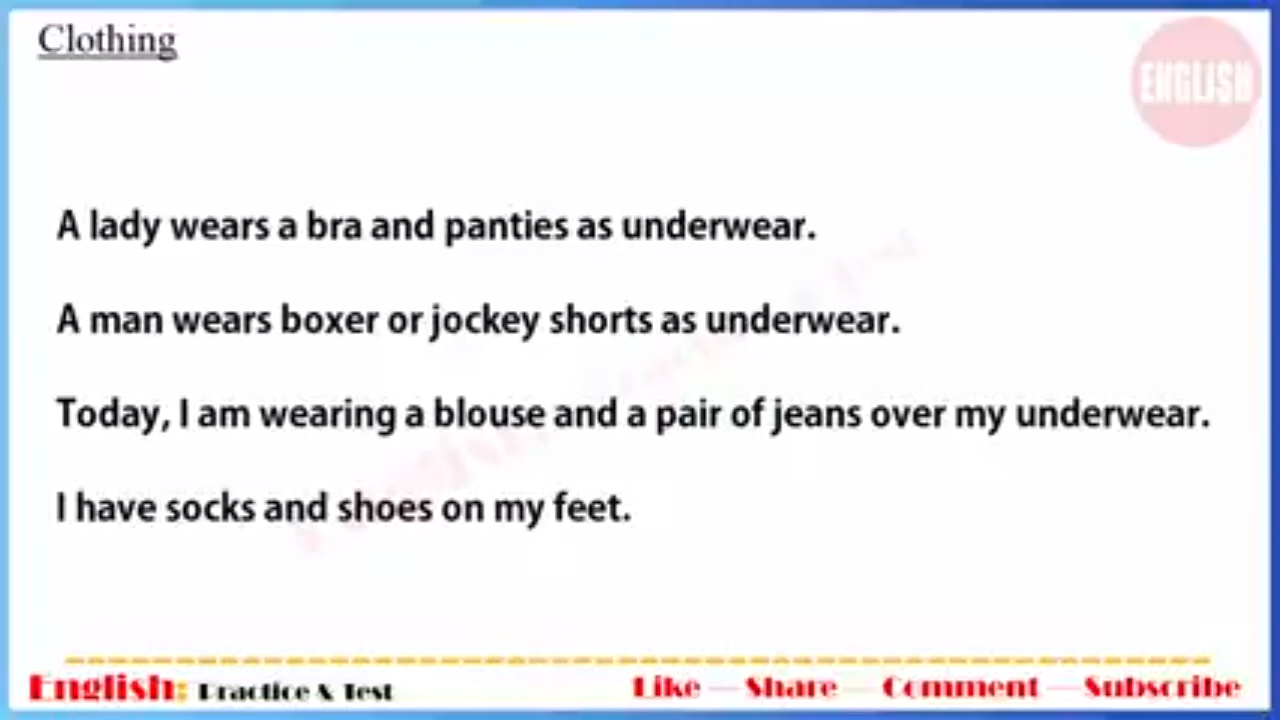 Clothing
ENGLISH
A lady wears a bra and panties as underwear.
A man wears boxer or jockey shorts as underwear.
Today, I am wearing a blouse and a pair of jeans over my underwear.
I have socks and shoes on my feet.
English: Practice & Test
Like — Share — Comment — Subscribe